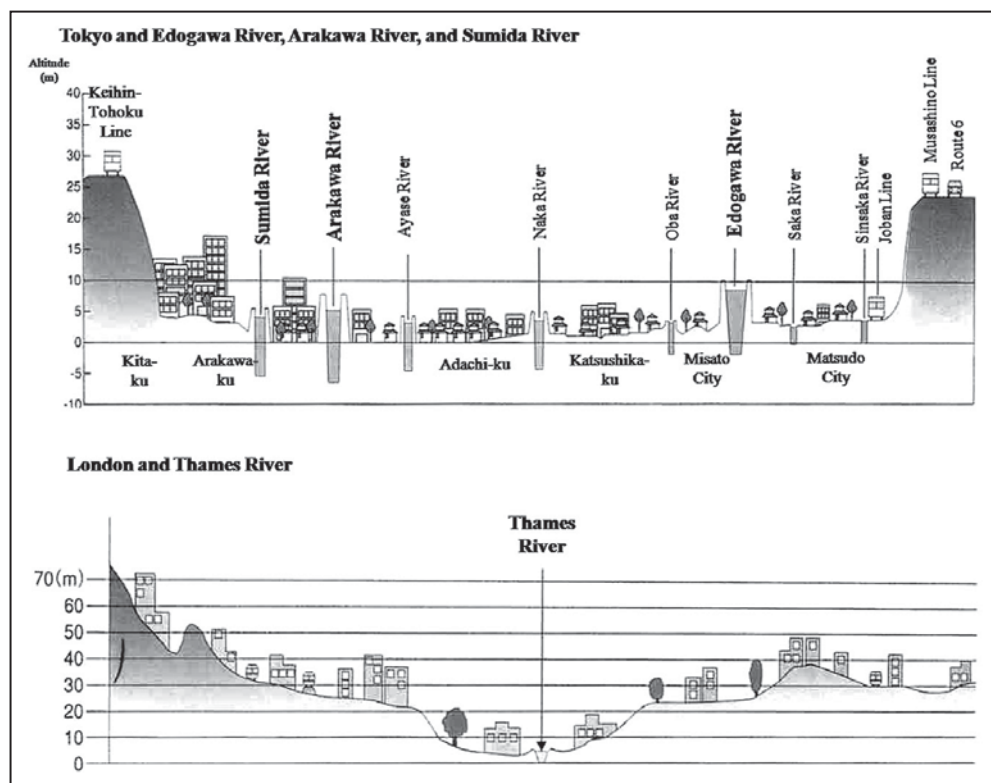 Tokyo and Edogawa River, Arakawa River, and Sumida River
Altitude
(m)
40
35
30
25
20
15
10
5
0
-5
-10
Keihin-
Tohoku
Line
Sumida River
Arakawa River
Ayase River
Naka River
Oba River
Edogawa River
Saka River
Sinsaka River
Joban Line
Musashino Line
Route 6
Kita-
ku
Arakawa-
ku
Adachi-ku
Katsushika-
ku
Misato
City
Matsudo
City
London and Thames River
Thames
River
70(m)
60
50
40
30
20
10
0